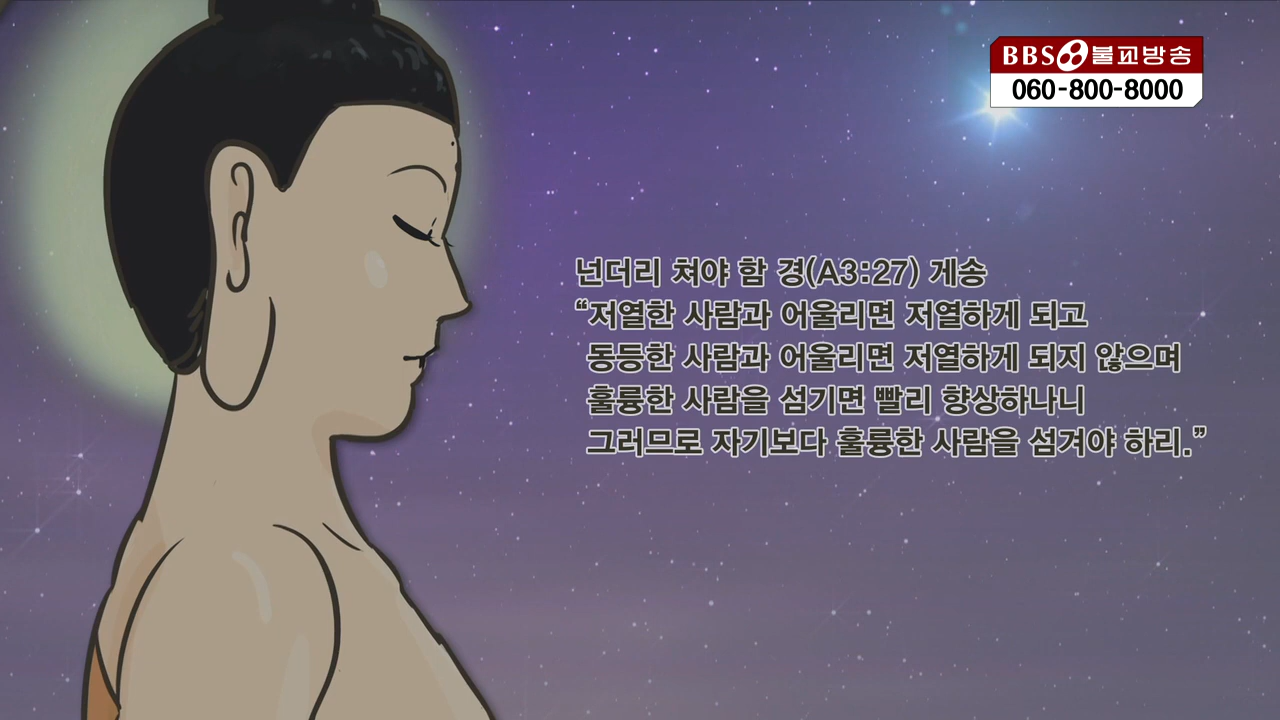 BBS 불교방송
060-800-8000
넌더리 쳐야 함 경(A3:27) 게송
“저열한 사람과 어울리면 저열하게 되고
동등한 사람과 어울리면 저열하게 되지 않으며
훌륭한 사람을 섬기면 빨리 향상하나니
그러므로 자기보다 훌륭한 사람을 섬겨야 하리.”